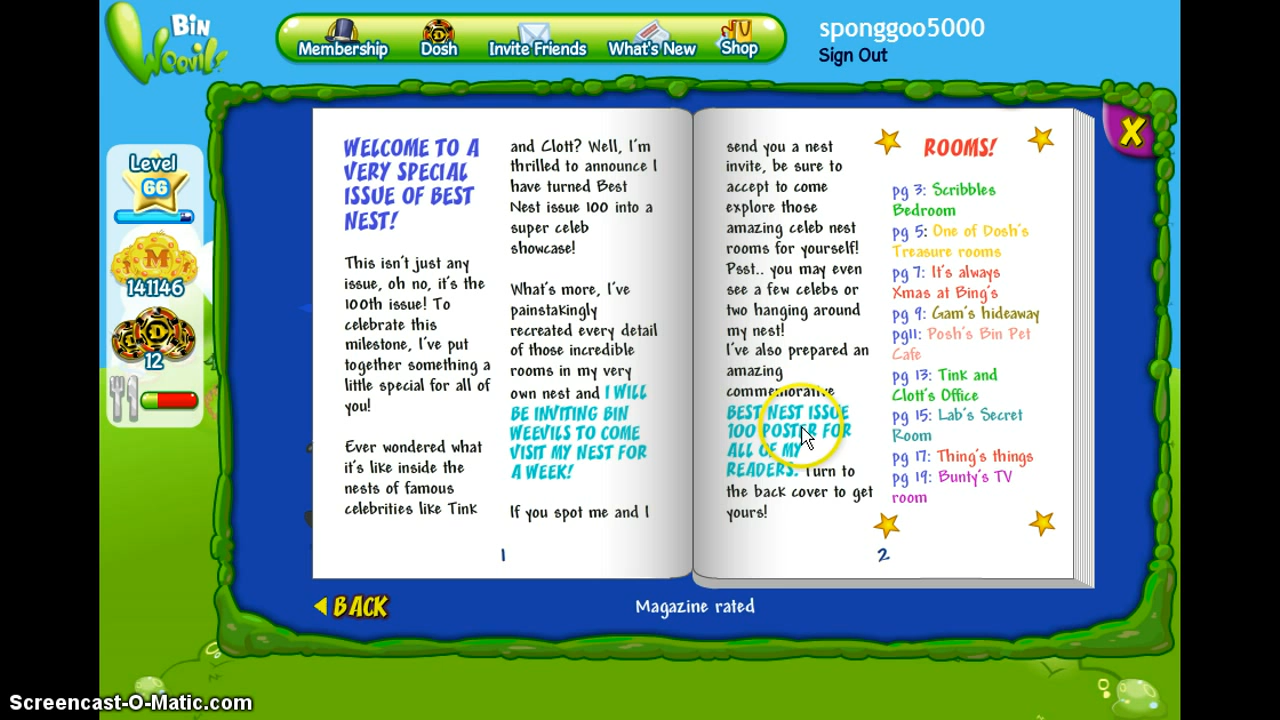 Bin
Weevils
Membership
Dosh
Invite Friends
What's New
Shop
sponggoo5000
Sign Out
X
Level
66
M
141146
D
12
WELCOME TO A
VERY SPECIAL
ISSUE OF BEST
NEST!
This isn't just any
issue, oh no, it's the
100th issue! To
celebrate this
milestone, I've put
together something a
little special for all of
you!
Ever wondered what
it's like inside the
nests of famous
celebrities like Tink
and Clott? Well, I'm
thrilled to announce I
have turned Best
Nest issue 100 into a
super celeb
showcase!
What's more, I've
painstakingly
recreated every detail
of those incredible
rooms in my very
own nest and I WILL
BE INVITING BIN
WEEVILS TO COME
VISIT MY NEST FOR
A WEEK!
If you spot me and I
1
send you a nest
invite, be sure to
accept to come
explore those
amazing celeb nest
rooms for yourself!
Psst.. you may even
see a few celebs or
two hanging around
my nest!
I've also prepared an
amazing
commemorative
BEST NEST ISSUE
100 POSTER FOR
ALL OF MY
READERS. Turn to
the back cover to get
yours!
ROOMS!
pg 3: Scribbles
Bedroom
pg 5: One of Dosh's
Treasure rooms
pg 7: It's always
Xmas at Bing's
pg 9: Gam's hideaway
pg11: Posh's Bin Pet
Cafe
pg 13: Tink and
Clott's Office
pg 15: Lab's Secret
Room
pg 17: Thing's things
pg 19: Bunty's TV
room
2
BACK
Magazine rated
Screencast-O-Matic.com